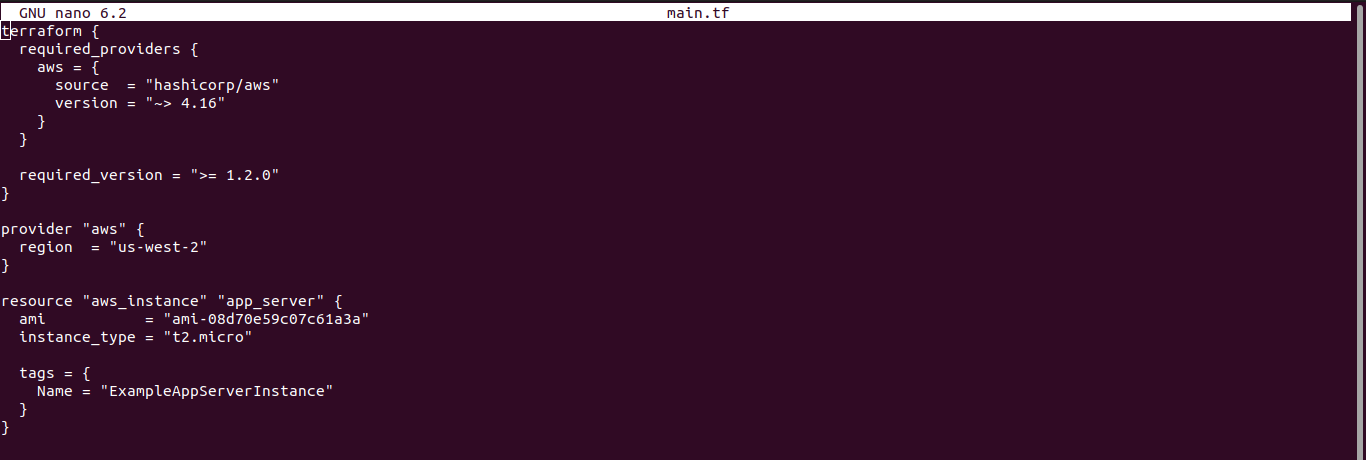 GNU nano 6.2 main.tf
terraform {
  required_providers {
    aws = {
      source  = "hashicorp/aws"
      version = "~> 4.16"
    }
  }

  required_version = ">= 1.2.0"
}

provider "aws" {
  region  = "us-west-2"
}

resource "aws_instance" "app_server" {
  ami           = "ami-08d70e59c07c61a3a"
  instance_type = "t2.micro"

  tags = {
    Name = "ExampleAppServerInstance"
  }
}